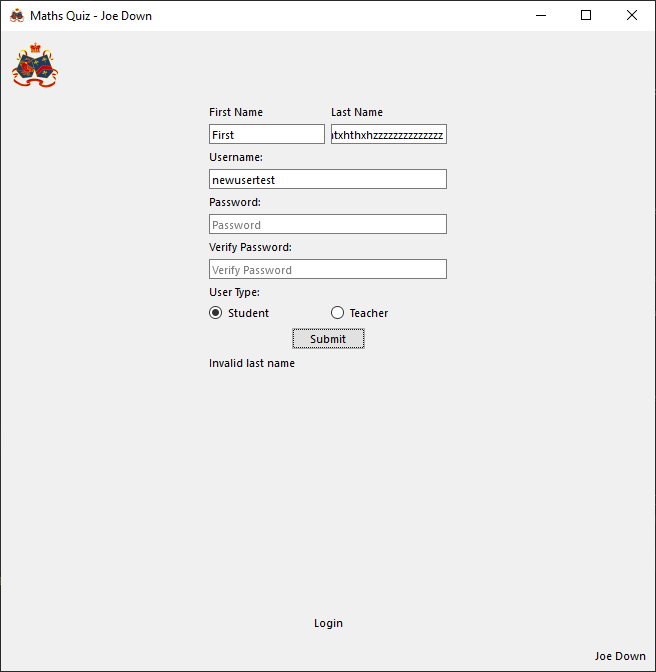 Maths Quiz - Joe Down
First Name Last Name
First
Username:
newusertest
Password:
Password
Verify Password:
Verify Password
User Type:
Student Teacher
Submit
Invalid last name
Login
Joe Down